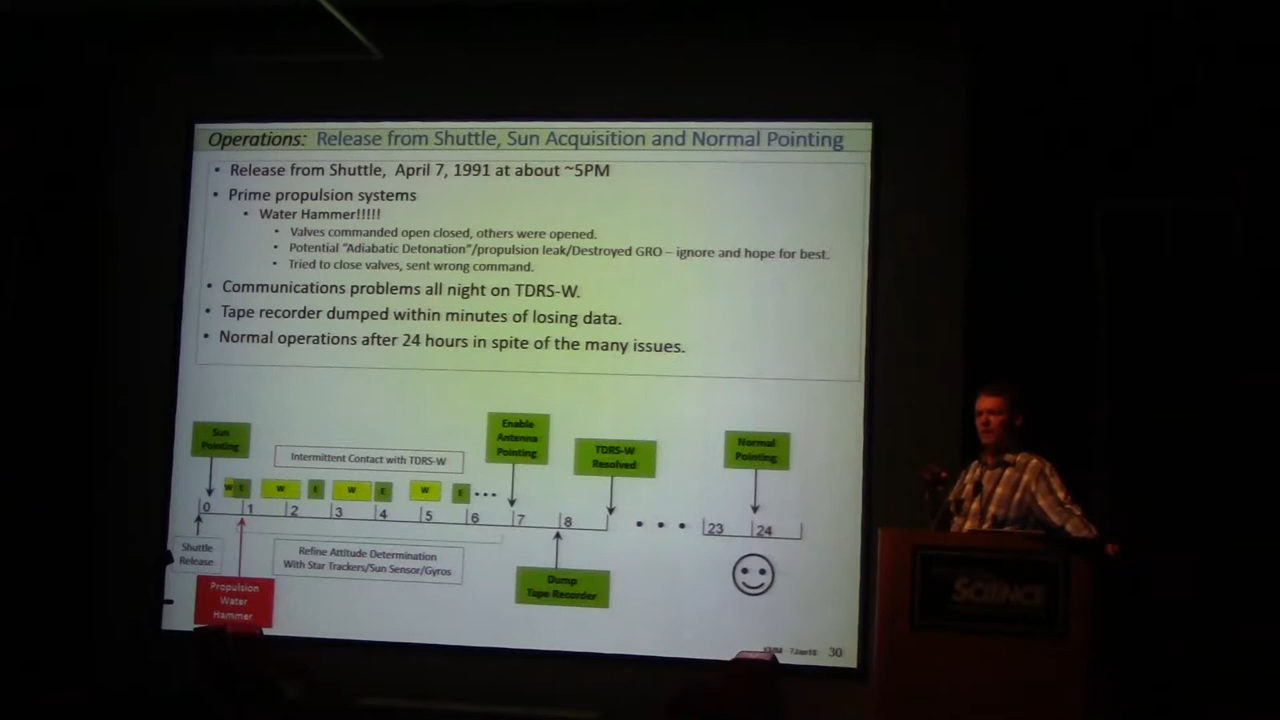 Operations: Release from Shuttle, Sun Acquisition and Normal Pointing
• Release from Shuttle, April 7, 1991 at about ~5PM
• Prime propulsion systems
• Water Hammer!!!!!
• Valves commanded open closed, others were opened.
• Potential “Adiabatic Detonation”/propulsion leak/Destroyed GRO – ignore and hope for best.
• Tried to close valves, sent wrong command.
• Communications problems all night on TDRS-W.
• Tape recorder dumped within minutes of losing data.
• Normal operations after 24 hours in spite of the many issues.
Sun
Pointing
Intermittent Contact with TDRS-W
Enable
Antenna
Pointing
TDRS-W
Resolved
Normal
Pointing
W E W E W E W E •••
0 1 2 3 4 5 6 7 8 • • • 23 24
Shuttle
Release
Refine Attitude Determination
With Star Trackers/Sun Sensor/Gyros
Propulsion
Water
Hammer
Dump
Tape Recorder
30
SCIENCE